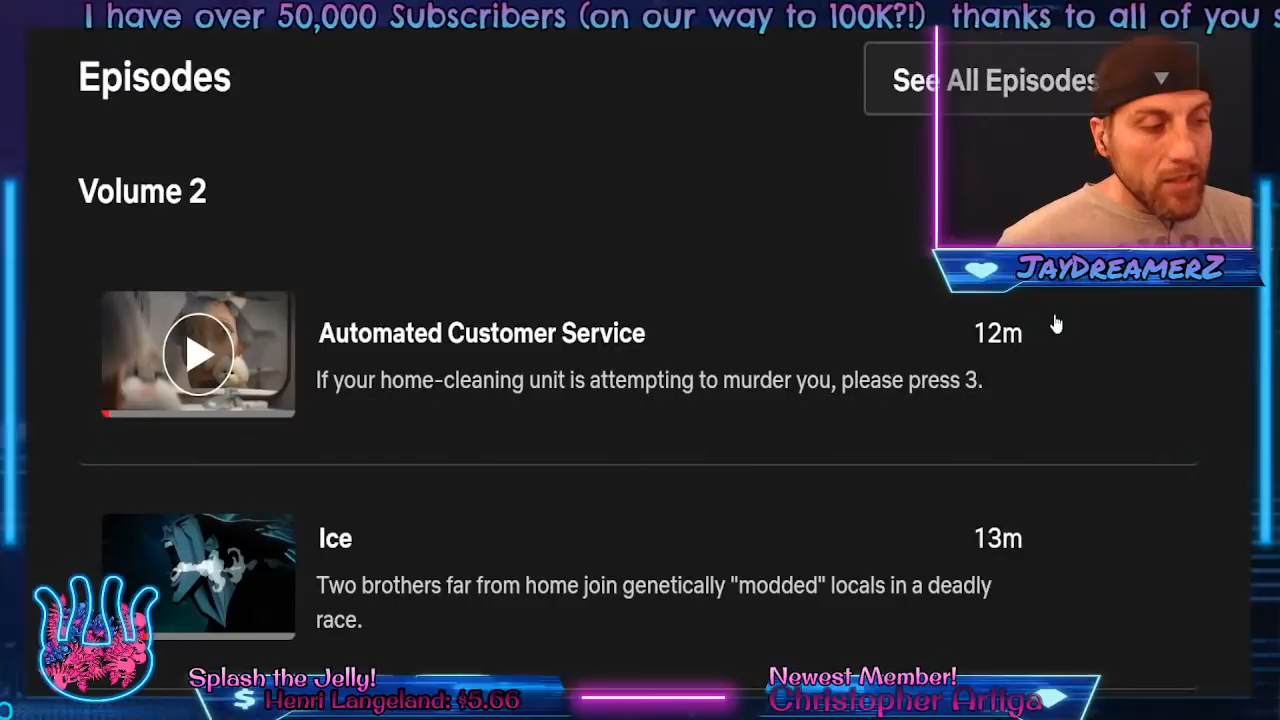 I have over 50,000 Subscribers (on our way to 100K?!) thanks to all of you s
Episodes
See All Episodes
Volume 2
JayDreamerZ
Automated Customer Service 12m
If your home-cleaning unit is attempting to murder you, please press 3.
Ice 13m
Two brothers far from home join genetically "modded" locals in a deadly
race.
Splash the Jelly!
$ Henri Langeland: $5.66
Newest Member!
Christopher Artiga